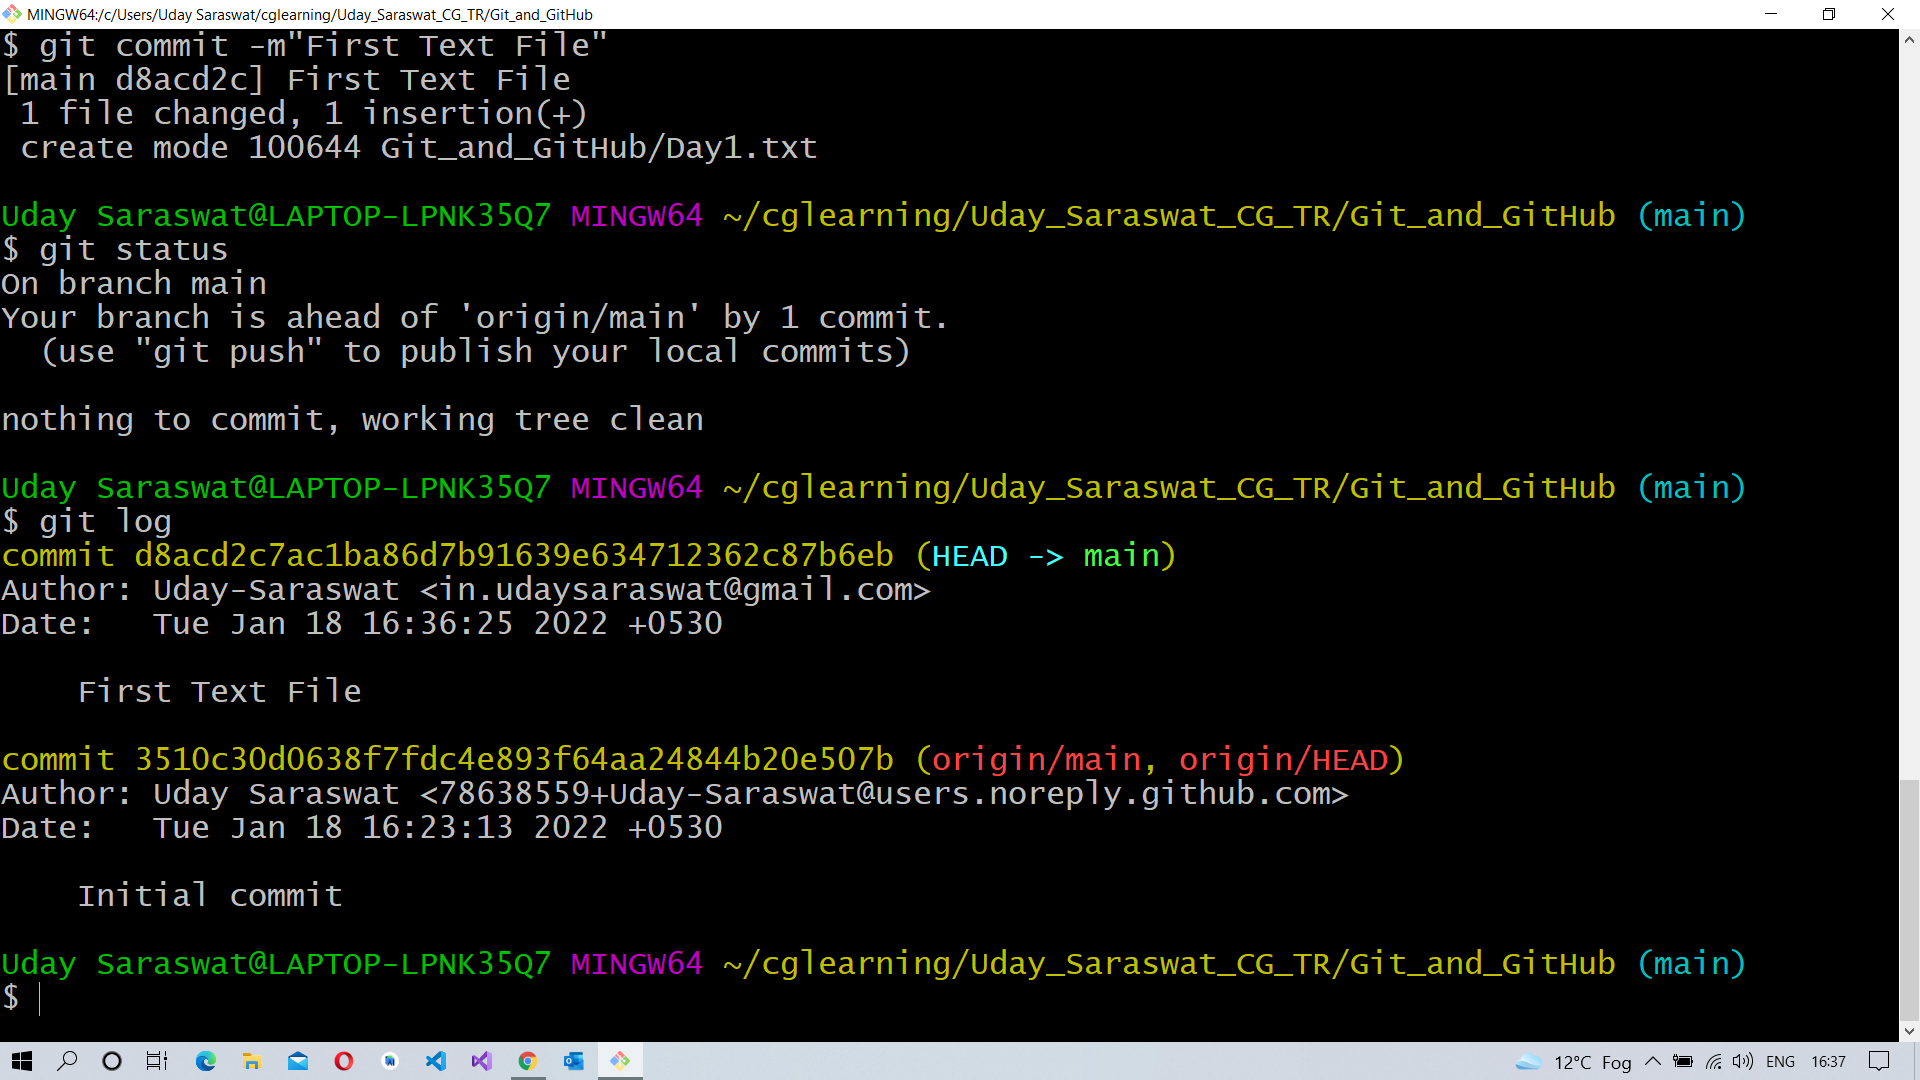 MINGW64:/c/Users/Uday Saraswat/cglearning/Uday_Saraswat_CG_TR/Git_and_GitHub
$ git commit -m"First Text File"
[main d8acd2c] First Text File
 1 file changed, 1 insertion(+)
 create mode 100644 Git_and_GitHub/Day1.txt
Uday Saraswat@LAPTOP-LPNK35Q7 MINGW64 ~/cglearning/Uday_Saraswat_CG_TR/Git_and_GitHub (main)
$ git status
On branch main
Your branch is ahead of 'origin/main' by 1 commit.
  (use "git push" to publish your local commits)
nothing to commit, working tree clean
Uday Saraswat@LAPTOP-LPNK35Q7 MINGW64 ~/cglearning/Uday_Saraswat_CG_TR/Git_and_GitHub (main)
$ git log
commit d8acd2c7ac1ba86d7b91639e634712362c87b6eb (HEAD -> main)
Author: Uday-Saraswat <in.udaysaraswat@gmail.com>
Date:   Tue Jan 18 16:36:25 2022 +0530
    First Text File
commit 3510c30d0638f7fdc4e893f64aa24844b20e507b (origin/main, origin/HEAD)
Author: Uday Saraswat <78638559+Uday-Saraswat@users.noreply.github.com>
Date:   Tue Jan 18 16:23:13 2022 +0530
    Initial commit
Uday Saraswat@LAPTOP-LPNK35Q7 MINGW64 ~/cglearning/Uday_Saraswat_CG_TR/Git_and_GitHub (main)
$
12°C Fog ENG 16:37